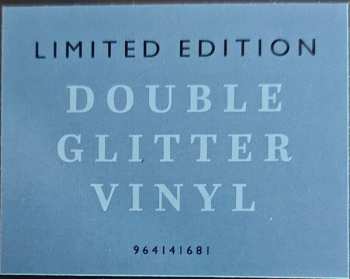 LIMITED EDITION
DOUBLE
GLITTER
VINYL
964141681